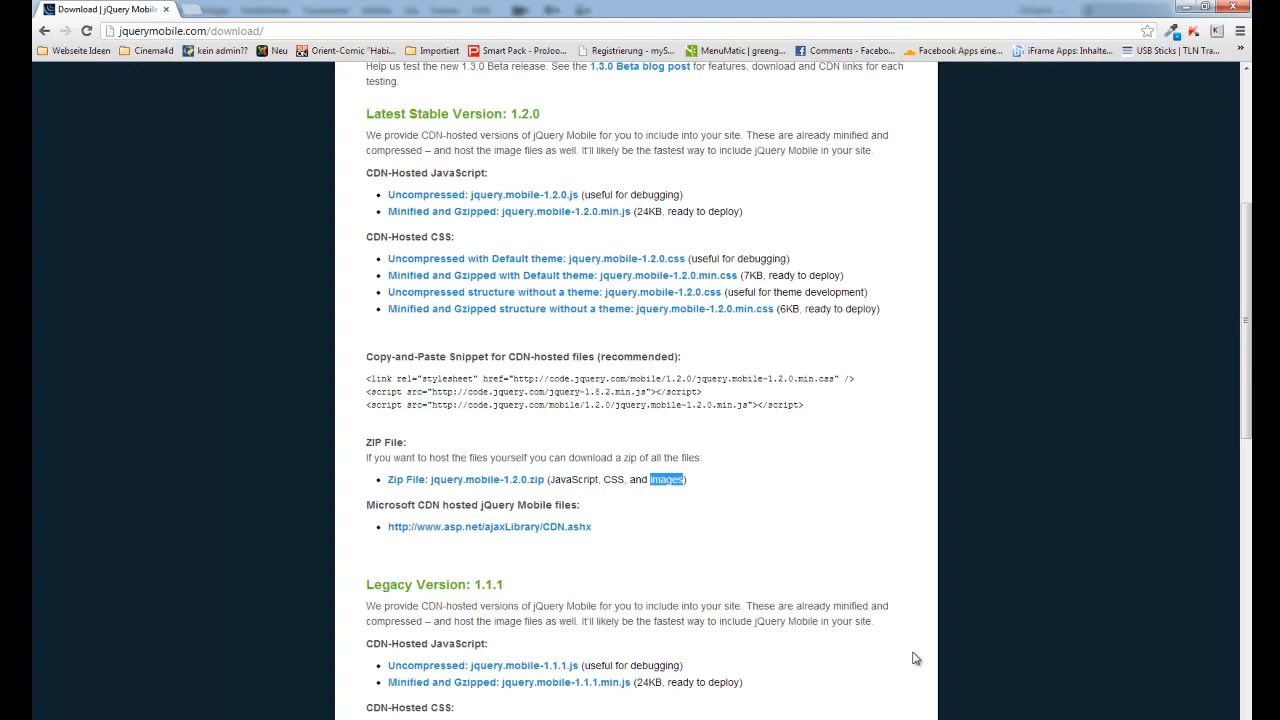 Download | jQuery Mobile
jquerymobile.com/download/
Webseite Ideen
Cinema4d
kein admin??
Neu
Orient-Comic "Habi...
Importiert
Smart Pack - ProJoo...
Registrierung - myS...
MenuMatic | greeng...
Comments - Facebo...
Facebook Apps eine...
iFrame Apps: Inhalte...
USB Sticks | TLN Tra...
Help us test the new 1.3.0 Beta release. See the 1.3.0 Beta blog post for features, download and CDN links for each
testing.
Latest Stable Version: 1.2.0
We provide CDN-hosted versions of jQuery Mobile for you to include into your site. These are already minified and
compressed – and host the image files as well. It'll likely be the fastest way to include jQuery Mobile in your site.
CDN-Hosted JavaScript:
• Uncompressed: jquery.mobile-1.2.0.js (useful for debugging)
• Minified and Gzipped: jquery.mobile-1.2.0.min.js (24KB, ready to deploy)
CDN-Hosted CSS:
• Uncompressed with Default theme: jquery.mobile-1.2.0.css (useful for debugging)
• Minified and Gzipped with Default theme: jquery.mobile-1.2.0.min.css (7KB, ready to deploy)
• Uncompressed structure without a theme: jquery.mobile-1.2.0.css (useful for theme development)
• Minified and Gzipped structure without a theme: jquery.mobile-1.2.0.min.css (6KB, ready to deploy)
Copy-and-Paste Snippet for CDN-hosted files (recommended):
<link rel="stylesheet" href="http://code.jquery.com/mobile/1.2.0/jquery.mobile-1.2.0.min.css" />
<script src="http://code.jquery.com/jquery-1.8.2.min.js"></script>
<script src="http://code.jquery.com/mobile/1.2.0/jquery.mobile-1.2.0.min.js"></script>
ZIP File:
If you want to host the files yourself you can download a zip of all the files:
• Zip File: jquery.mobile-1.2.0.zip (JavaScript, CSS, and images)
Microsoft CDN hosted jQuery Mobile files:
• http://www.asp.net/ajaxLibrary/CDN.ashx
Legacy Version: 1.1.1
We provide CDN-hosted versions of jQuery Mobile for you to include into your site. These are already minified and
compressed – and host the image files as well. It'll likely be the fastest way to include jQuery Mobile in your site.
CDN-Hosted JavaScript:
• Uncompressed: jquery.mobile-1.1.1.js (useful for debugging)
• Minified and Gzipped: jquery.mobile-1.1.1.min.js (24KB, ready to deploy)
CDN-Hosted CSS: